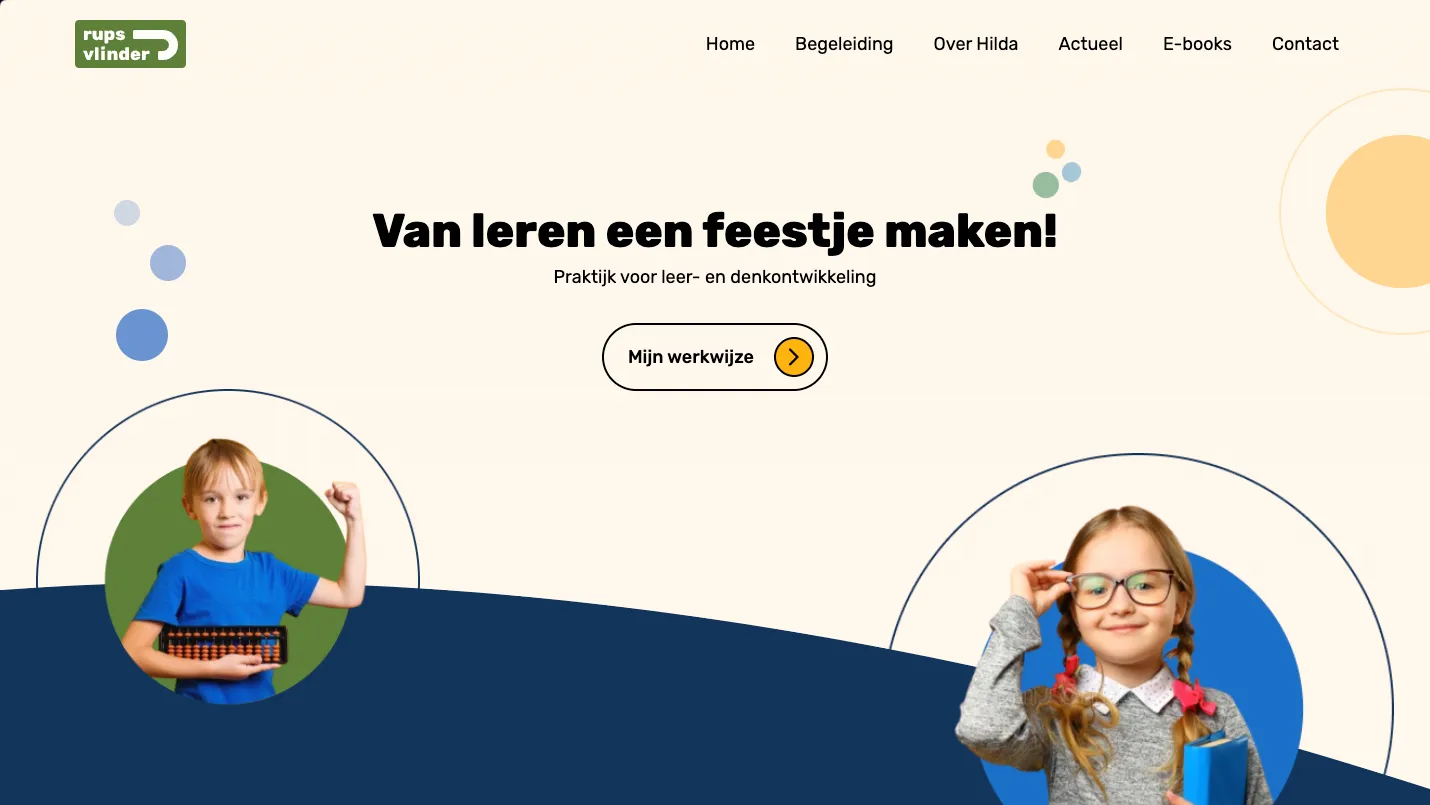 rups
vlinder
Home
Begeleiding
Over Hilda
Actueel
E-books
Contact
Van leren een feestje maken!
Praktijk voor leer- en denkontwikkeling
Mijn werkwijze